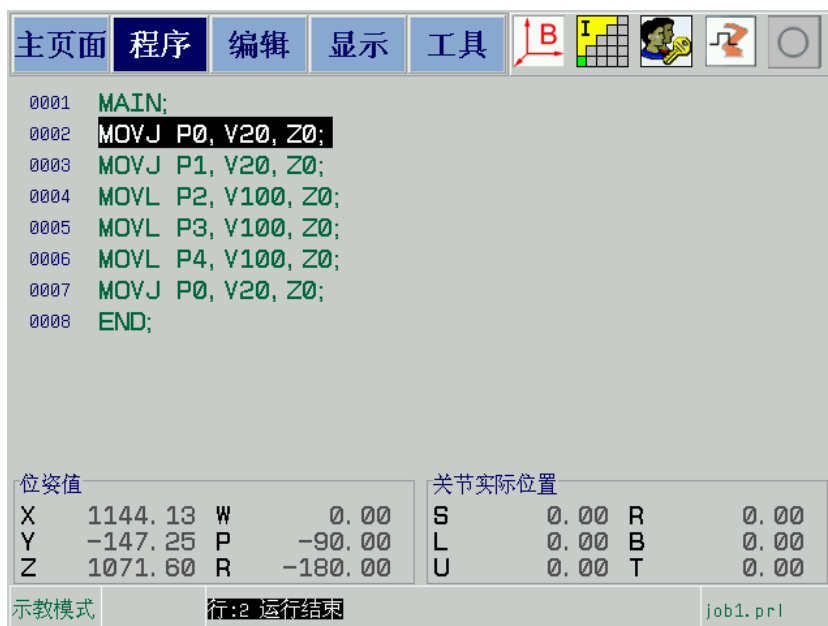 主页面 程序 编辑 显示 工具 B I
0001 MAIN;
0002 MOVJ P0, V20, Z0;
0003 MOVJ P1, V20, Z0;
0004 MOVL P2, V100, Z0;
0005 MOVL P3, V100, Z0;
0006 MOVL P4, V100, Z0;
0007 MOVJ P0, V20, Z0;
0008 END;
位姿值 关节实际位置
X 1144.13 W 0.00 S 0.00 R 0.00
Y -147.25 P -90.00 L 0.00 B 0.00
Z 1071.60 R -180.00 U 0.00 T 0.00
示教模式 行:2 运行结束 job1.prl